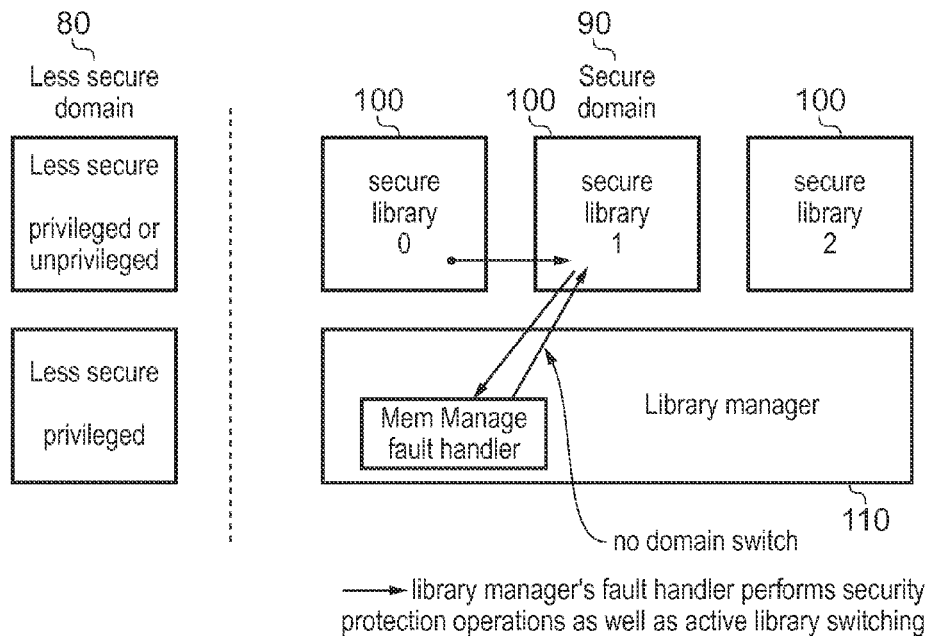 80
Less secure
domain
Less secure
privileged or
unprivileged
Less secure
privileged
90
Secure
domain
100
100
100
secure
library
0
secure
library
1
secure
library
2
Mem Manage
fault handler
Library manager
110
no domain switch
library manager's fault handler performs security
protection operations as well as active library switching